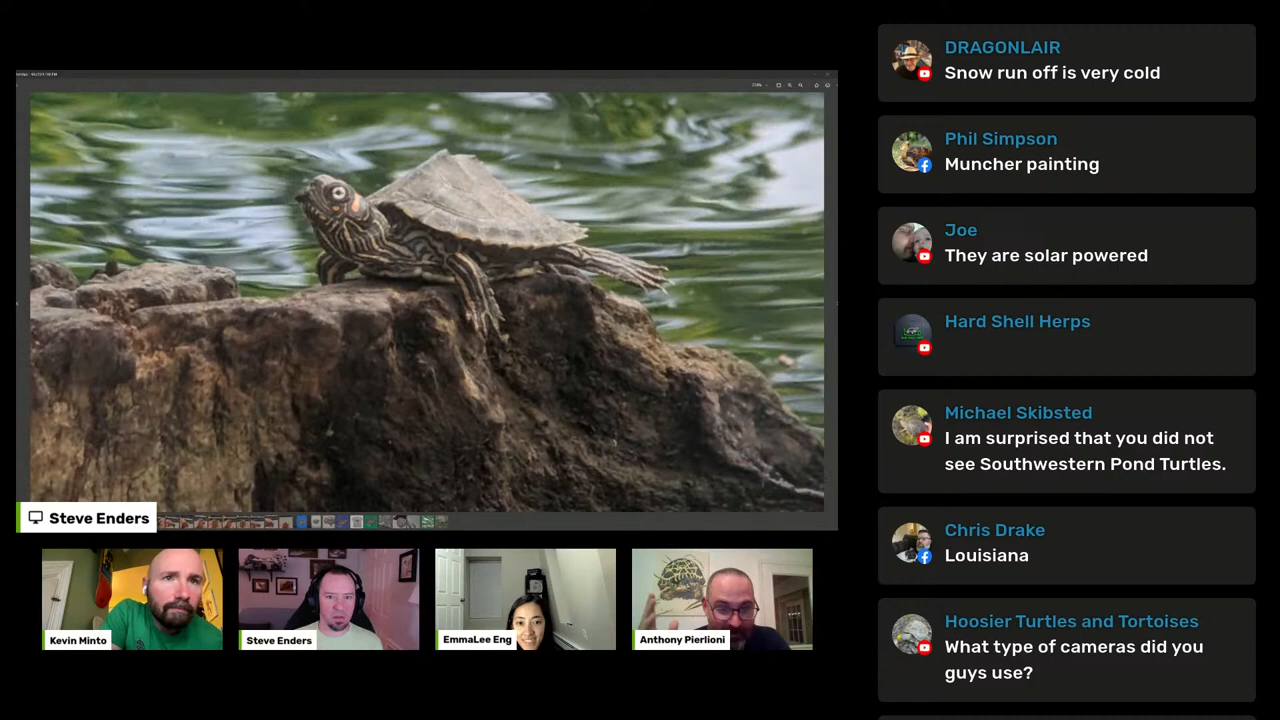 DRAGONLAIR
Snow run off is very cold
Phil Simpson
Muncher painting
Joe
They are solar powered
Hard Shell Herps
Michael Skibsted
I am surprised that you did not
see Southwestern Pond Turtles.
Chris Drake
Louisiana
Hoosier Turtles and Tortoises
What type of cameras did you
guys use?
Steve Enders
Kevin Minto
Steve Enders
EmmaLee Eng
Anthony Pierlioni